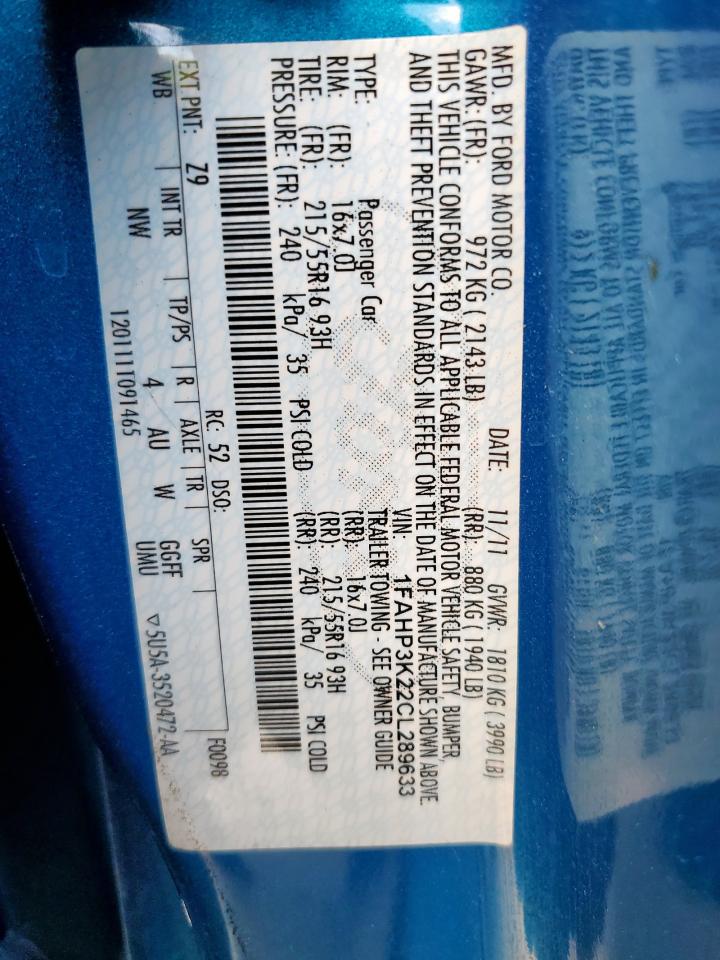 MFD. BY FORD MOTOR CO.
DATE: 11/11 GVWR: 1810 KG ( 3990 LB)
GAWR: (FR): 972 KG ( 2143 LB) (RR): 880 KG ( 1940 LB)
THIS VEHICLE CONFORMS TO ALL APPLICABLE FEDERAL MOTOR VEHICLE SAFETY, BUMPER,
AND THEFT PREVENTION STANDARDS IN EFFECT ON THE DATE OF MANUFACTURE SHOWN ABOVE.
VIN: 1FAHP3K22CL289633
TYPE: Passenger Car TRAILER TOWING - SEE OWNER GUIDE
RIM: (FR): 16x7.0J (RR): 16x7.0J
TIRE: (FR): 215/55R16 93H (RR): 215/55R16 93H
PRESSURE: (FR): 240 kPa/ 35 PSI COLD (RR): 240 kPa/ 35 PSI COLD
F0098
EXT PNT: Z9 RC: 52 DSO:
WB INT TR TP/PS R AXLE TR SPR
NW 4 AU W GGFF
UMU
120111T091465 ▽5U5A-3520472-AA